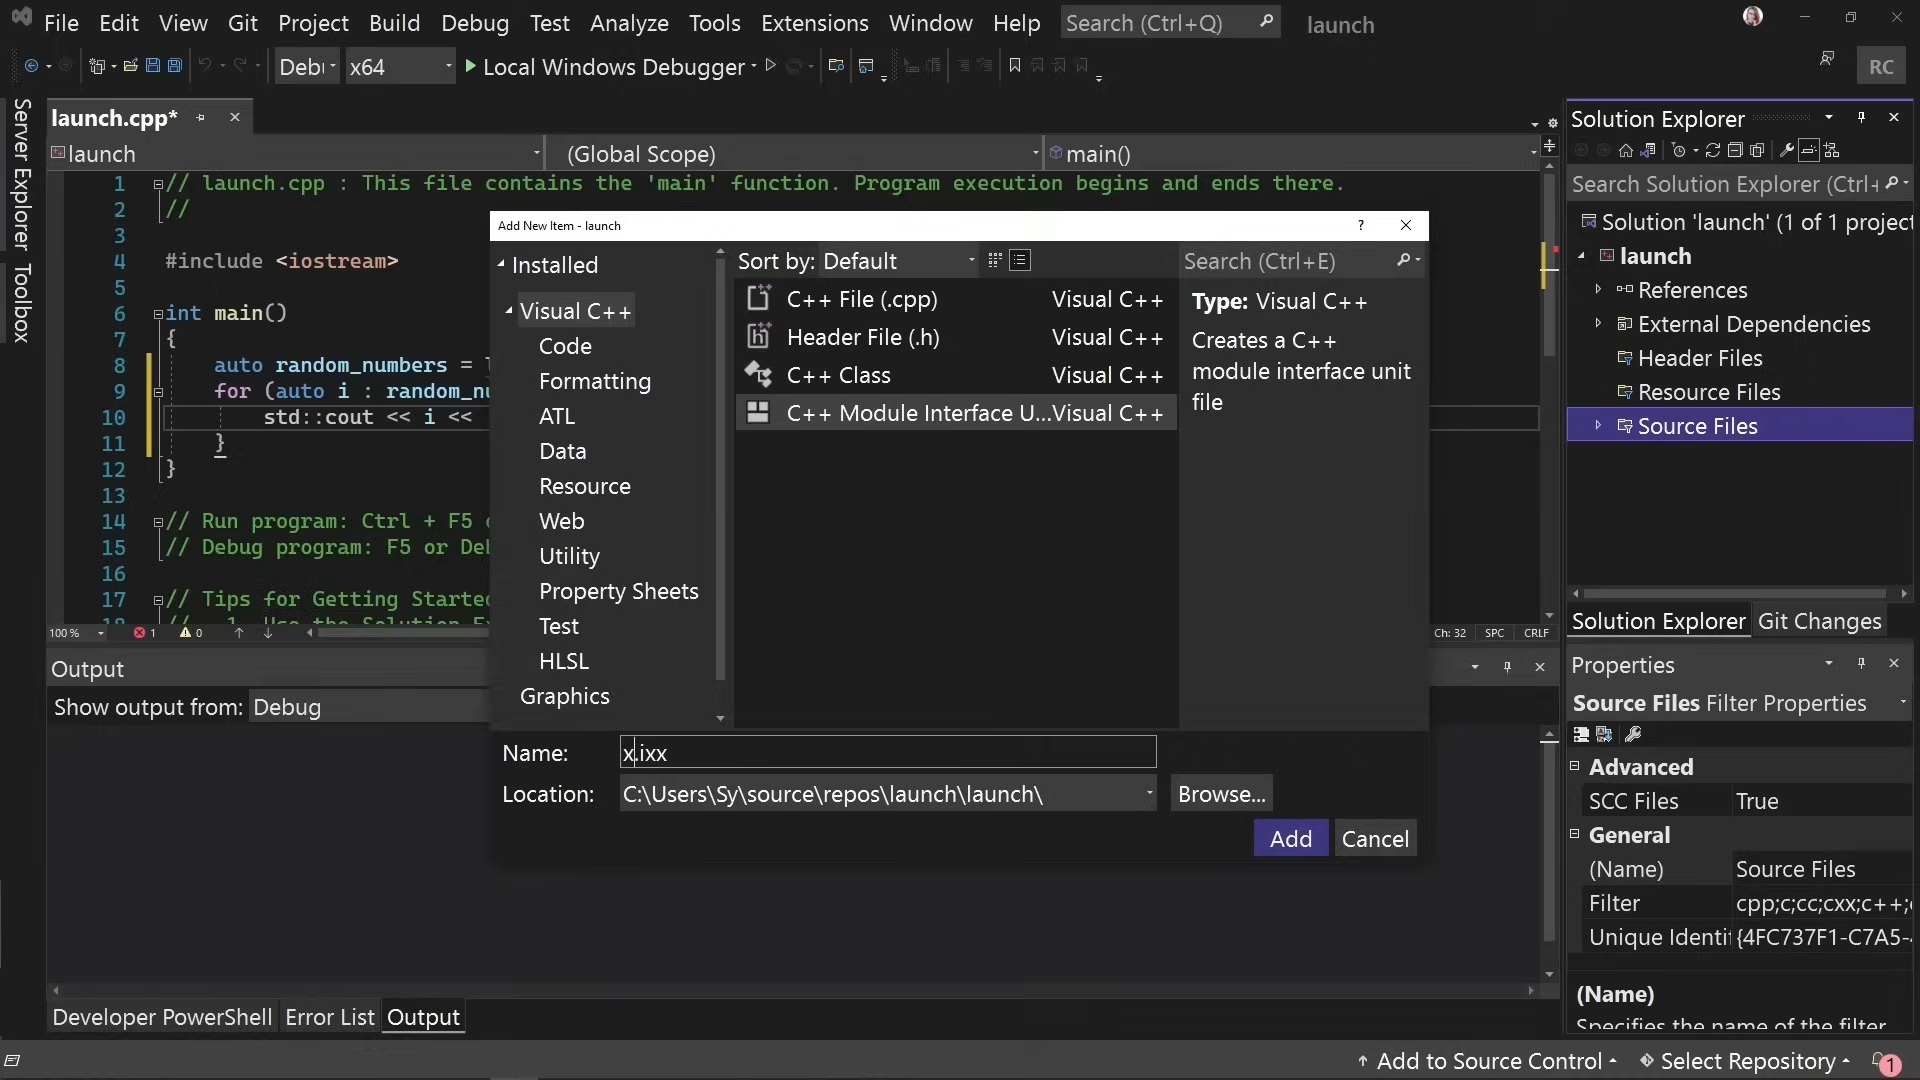 File Edit View Git Project Build Debug Test Analyze Tools Extensions Window Help Search (Ctrl+Q) launch
x64 Local Windows Debugger RC
Server Explorer
Toolbox
launch.cpp*
launch (Global Scope) main()
1 // launch.cpp : This file contains the 'main' function. Program execution begins and ends there.
2 //
3
4 #include <iostream>
5
6 int main()
7 {
8 auto random_numbers =
9 for (auto i :
10 std::cout << i <<
11 }
12 }
13
14 // Run program: Ctrl + F5
15 // Debug program: F5 or
16
17 // Tips for Getting Started
100 % 1 0
Ch: 32 SPC CRLF
Output
Show output from: Debug
Developer PowerShell Error List Output
Add New Item - launch ?
Installed
Visual C++
Code
Formatting
ATL
Data
Resource
Web
Utility
Property Sheets
Test
HLSL
Graphics
Sort by: Default
Search (Ctrl+E)
C++ File (.cpp) Visual C++
Header File (.h) Visual C++
C++ Class Visual C++
C++ Module Interface U... Visual C++
Type: Visual C++
Creates a C++
module interface unit
file
Name: x.ixx
Location: C:\Users\Sy\source\repos\launch\launch\ Browse...
Add Cancel
Solution Explorer
Search Solution Explorer
Solution 'launch' (1 of 1 project
launch
References
External Dependencies
Header Files
Resource Files
Source Files
Solution Explorer Git Changes
Properties
Source Files Filter Properties
Advanced
SCC Files True
General
(Name) Source Files
Filter cpp;c;cc;cxx;c++;
Unique {4FC737F1-C7A5-
(Name)
Specifies the name of the filter
Add to Source Control Select Repository 1